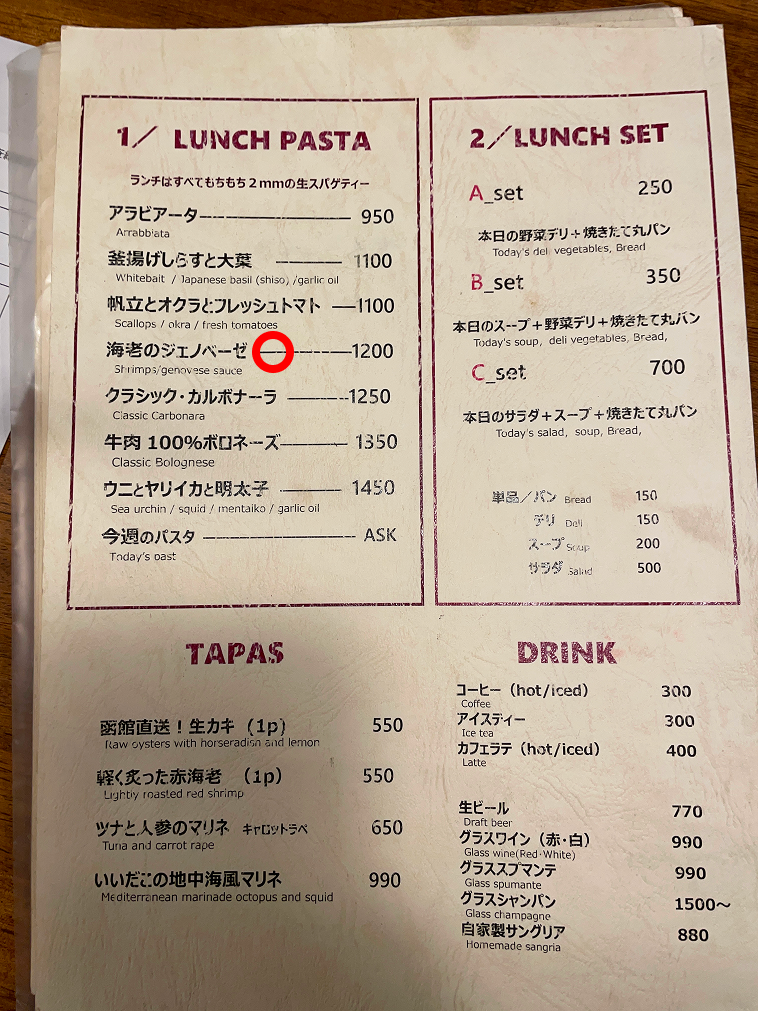 1/ LUNCH PASTA
ランチはすべてもちもち2mmの生スパゲティー
アラビアータ 950
Arrabbiata
釜揚げしらすと大葉 1100
Whitebait / Japanese basil (shiso) /garlic oil
帆立とオクラとフレッシュトマト 1100
Scallops / okra / fresh tomatoes
海老のジェノベーゼ 1200
Shrimps/genovese sauce
クラシック・カルボナーラ 1250
Classic Carbonara
牛肉 100%ボロネーズ 1350
Classic Bolognese
ウニとヤリイカと明太子 1450
Sea urchin / squid / mentaiko / garlic oil
今週のパスタ ASK
Today's past
2/LUNCH SET
A_set 250
本日の野菜デリ+焼きたて丸パン
Today's deli vegetables, Bread
B_set 350
本日のスープ+野菜デリ+焼きたて丸パン
Today's soup, deli vegetables, Bread,
C_set 700
本日のサラダ+スープ+焼きたて丸パン
Today's salad, soup, Bread,
単品/パン Bread 150
デリ Deli 150
スープ Soup 200
サラダ Salad 500
TAPAS
函館直送!生カキ (1p) 550
Raw oysters with horseradish and lemon
軽く炙った赤海老 (1p) 550
Lightly roasted red shrimp
ツナと人参のマリネ キャロットラペ 650
Tuna and carrot rape
いいだこの地中海風マリネ 990
Mediterranean marinade octopus and squid
DRINK
コーヒー (hot/iced) 300
Coffee
アイスティー 300
Ice tea
カフェラテ (hot/iced) 400
Latte
生ビール 770
Draft beer
グラスワイン (赤・白) 990
Glass wine(Red・White)
グラススプマンテ 990
Glass spumante
グラスシャンパン 1500~
Glass champagne
自家製サングリア 880
Homemade sangria